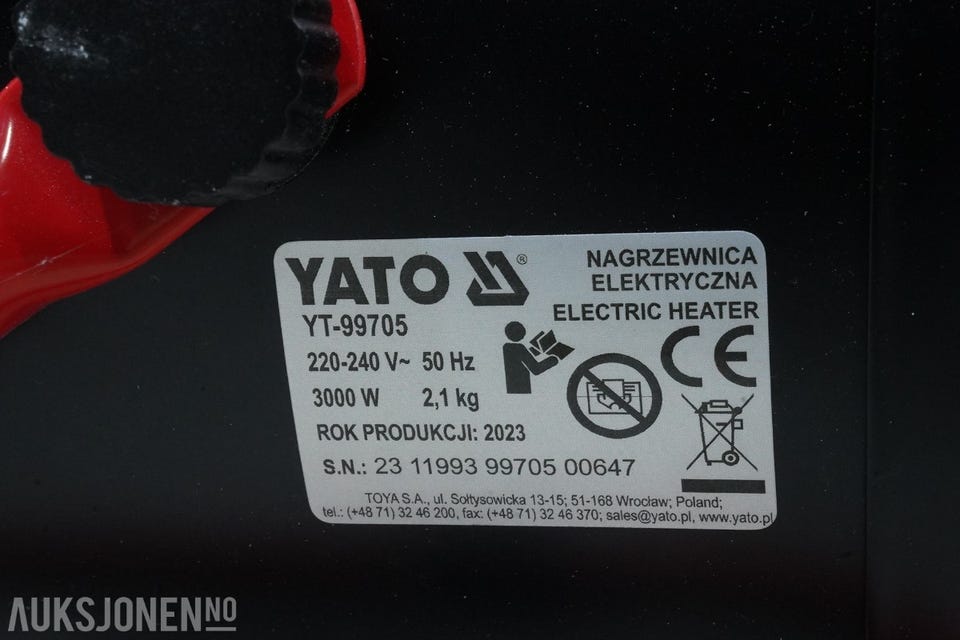 YATO ®
NAGRZEWNICA
ELEKTRYCZNA
ELECTRIC HEATER
YT-99705
220-240 V~ 50 Hz
3000 W 2,1 kg
CE
ROK PRODUKCJI: 2023
S.N.: 23 11993 99705 00647
TOYA S.A., ul. Sołtysowicka 13-15; 51-168 Wrocław; Poland;
tel.: (+48 71) 32 46 200, fax: (+48 71) 32 46 370; sales@yato.pl, www.yato.pl
AUKSJONEN.NO